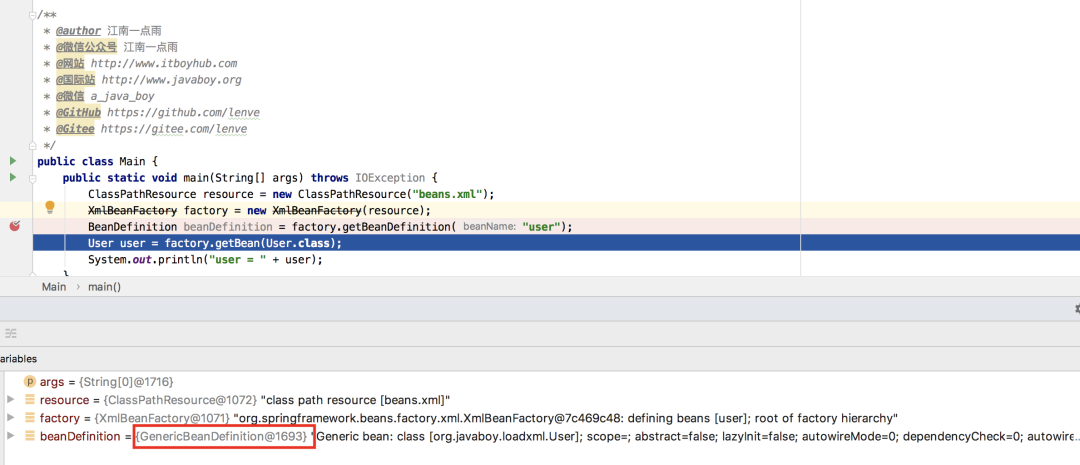 /**
 * @author 江南一点雨
 * @微信公众号 江南一点雨
 * @网站 http://www.itboyhub.com
 * @国际站 http://www.javaboy.org
 * @微信 a_java_boy
 * @GitHub https://github.com/lenve
 * @Gitee https://gitee.com/lenve
 */
public class Main {
public static void main(String[] args) throws IOException {
ClassPathResource resource = new ClassPathResource("beans.xml");
XmlBeanFactory factory = new XmlBeanFactory(resource);
BeanDefinition beanDefinition = factory.getBeanDefinition( beanName: "user");
User user = factory.getBean(User.class);
System.out.println("user = " + user);
}
Main › main()
ariables
p args = {String[0]@1716}
resource = {ClassPathResource@1072} "class path resource [beans.xml]"
factory = {XmlBeanFactory@1071} "org.springframework.beans.factory.xml.XmlBeanFactory@7c469c48: defining beans [user]; root of factory hierarchy"
beanDefinition = {GenericBeanDefinition@1693} "Generic bean: class [org.javaboy.loadxml.User]; scope=; abstract=false; lazyInit=false; autowireMode=0; dependencyCheck=0; autowire...